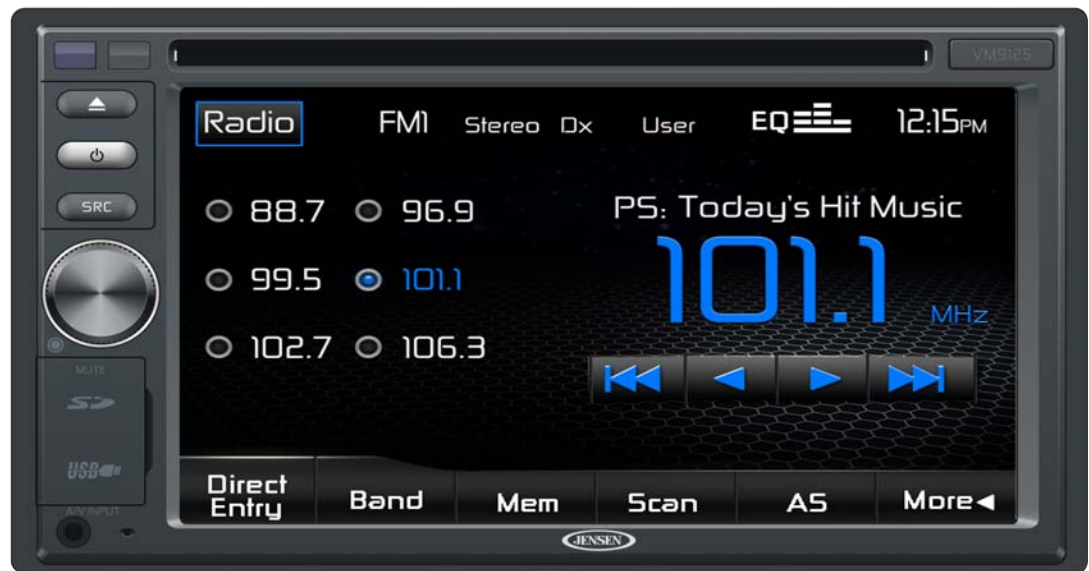 VM9125
Radio FM1 Stereo Dx User EQ 12:15PM
SRC
88.7 96.9
PS: Today's Hit Music
99.5 101.1
101.1 MHz
102.7 106.3
MUTE
SD
USB
A/V INPUT
Direct Entry Band Mem Scan AS More
JENSEN